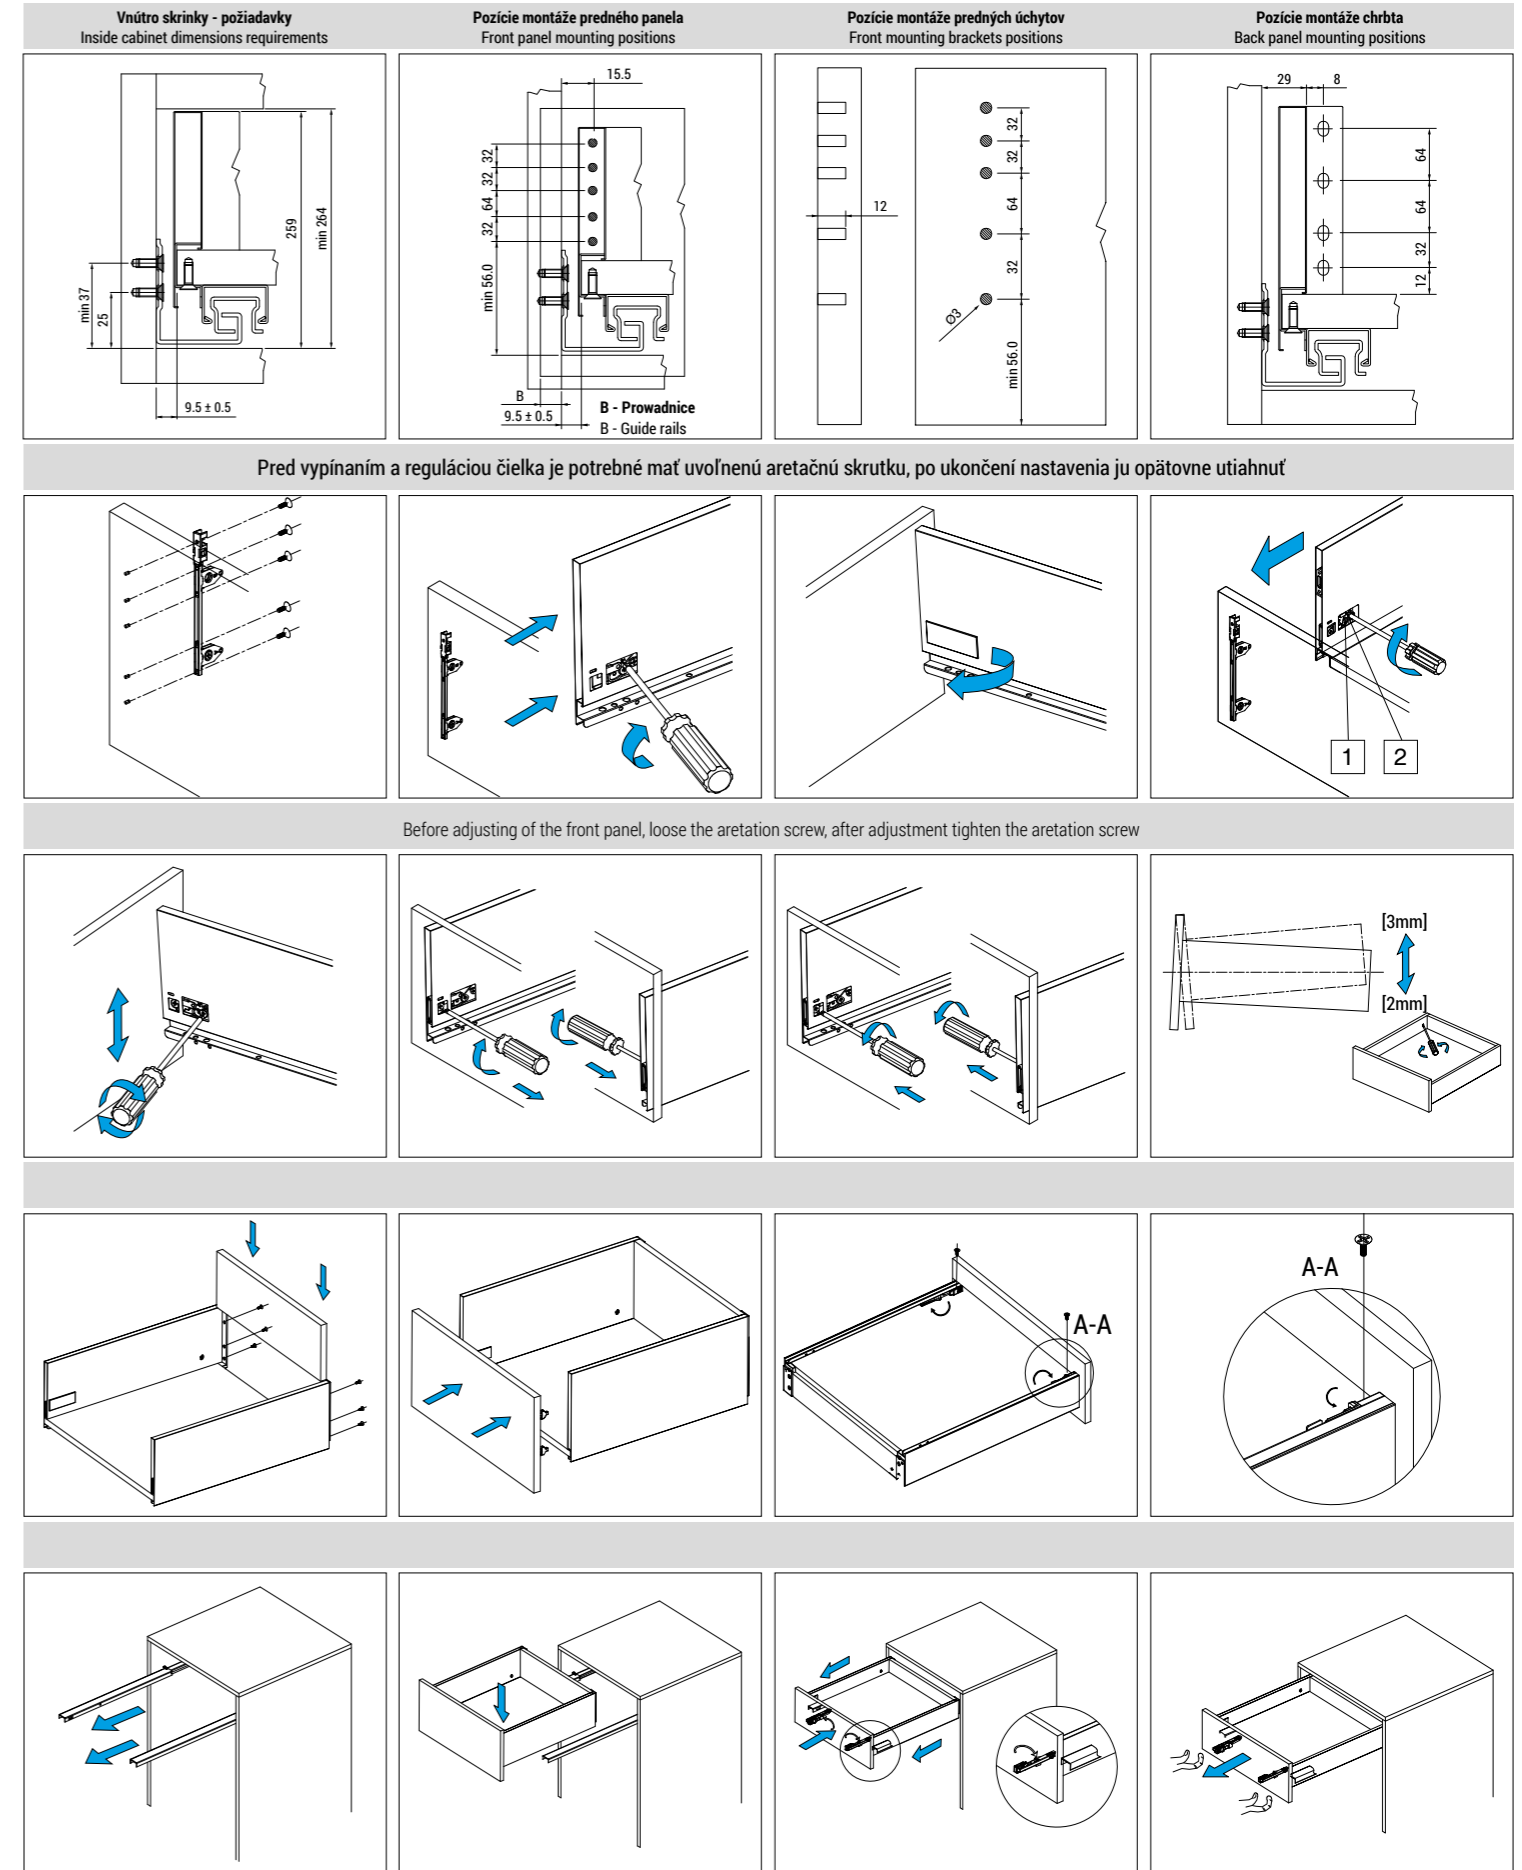 Vnútro skrinky - požiadavky
Inside cabinet dimensions requirements
Pozície montáže predného panela
Front panel mounting positions
Pozície montáže predných úchytov
Front mounting brackets positions
Pozície montáže chrbta
Back panel mounting positions
259
min 264
min 37
25
9.5 ± 0.5
15.5
32
32
64
32
min 56.0
B
9.5 ± 0.5
B - Prowadnice
B - Guide rails
12
32
32
64
32
Ø3
min 56.0
29
8
64
64
32
12
Pred vypínaním a reguláciou čielka je potrebné mať uvoľnenú aretačnú skrutku, po ukončení nastavenia ju opätovne utiahnuť
1
2
Before adjusting of the front panel, loose the aretation screw, after adjustment tighten the aretation screw
[3mm]
[2mm]
A-A
A-A